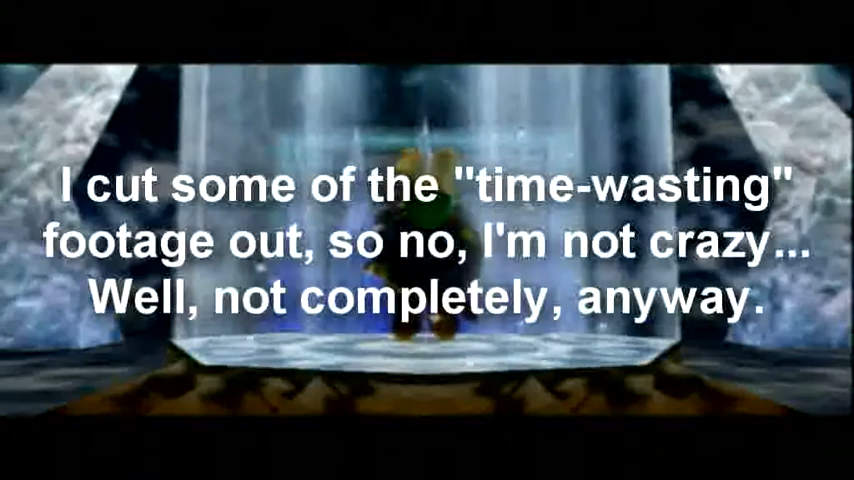 I cut some of the "time-wasting"
footage out, so no, I'm not crazy...
Well, not completely, anyway.